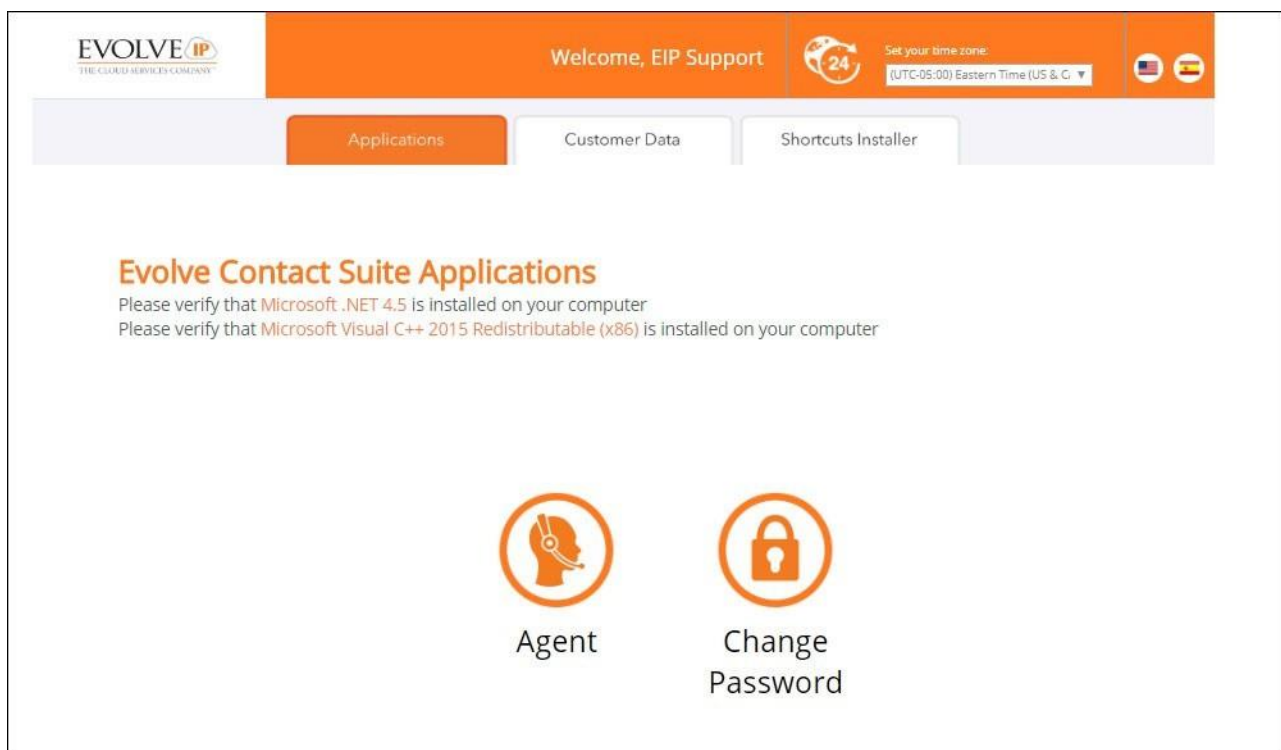 EVOLVE IP
THE CLOUD SERVICES COMPANY
Welcome, EIP Support
24
Set your time zone:
(UTC-05:00) Eastern Time (US & C
Applications
Customer Data
Shortcuts Installer
Evolve Contact Suite Applications
Please verify that Microsoft .NET 4.5 is installed on your computer
Please verify that Microsoft Visual C++ 2015 Redistributable (x86) is installed on your computer
Agent
Change
Password